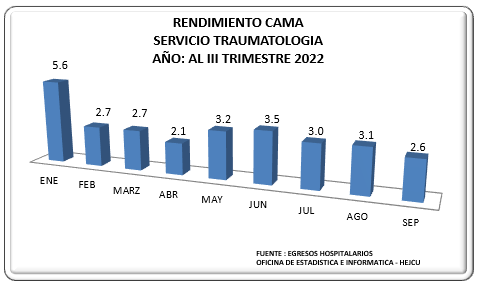 RENDIMIENTO CAMA
SERVICIO TRAUMATOLOGIA
AÑO: AL III TRIMESTRE 2022
5.6
2.7
2.7
2.1
3.2
3.5
3.0
3.1
2.6
ENE
FEB
MARZ
ABR
MAY
JUN
JUL
AGO
SEP
FUENTE : EGRESOS HOSPITALARIOS
OFICINA DE ESTADISTICA E INFORMATICA - HEJCU